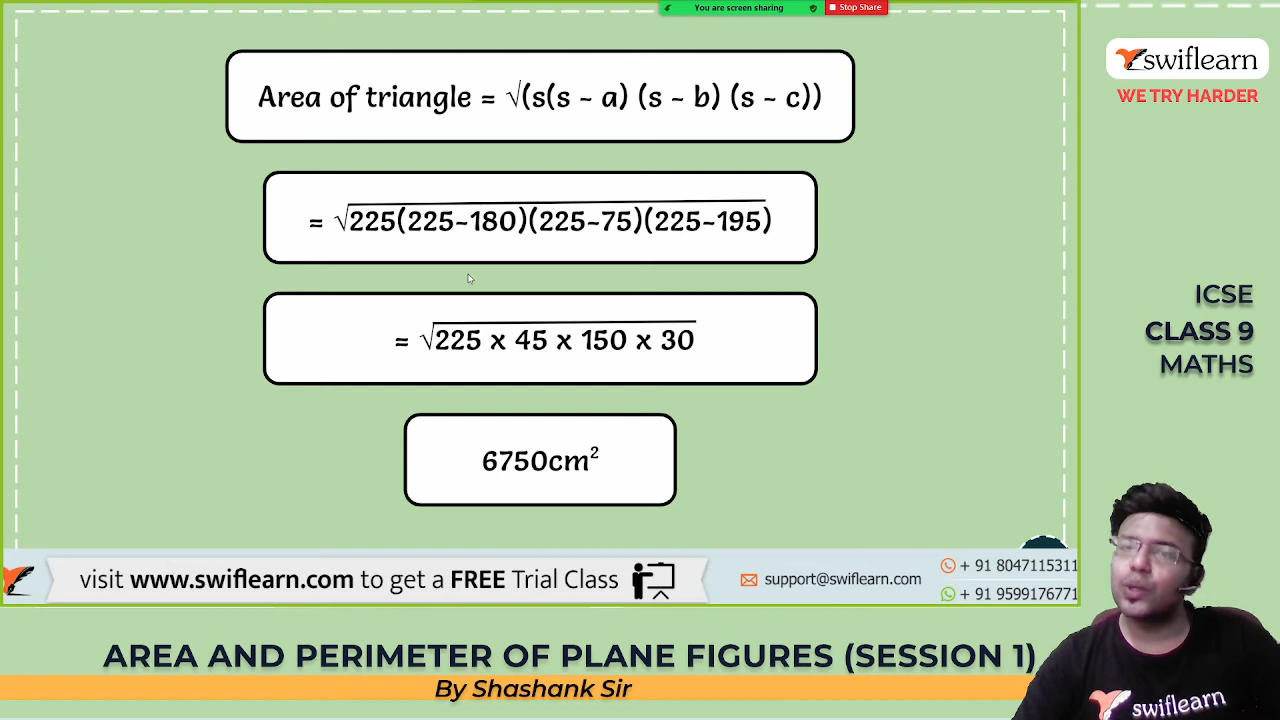 You are screen sharing
Stop Share
swiflearn
WE TRY HARDER
Area of triangle = √(s(s - a) (s - b) (s - c))
= √225(225-180)(225-75)(225-195)
= √225 x 45 x 150 x 30
6750cm²
ICSE
CLASS 9
MATHS
visit www.swiflearn.com to get a FREE Trial Class
support@swiflearn.com
+ 91 8047115311
+ 91 9599176771
AREA AND PERIMETER OF PLANE FIGURES (SESSION 1)
By Shashank Sir
swiflearn